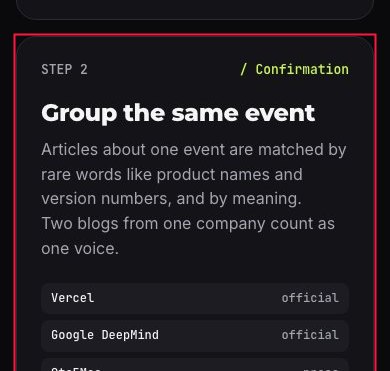 STEP 2
/ Confirmation
Group the same event
Articles about one event are matched by
rare words like product names and
version numbers, and by meaning.
Two blogs from one company count as
one voice.
Vercel
official
Google DeepMind
official